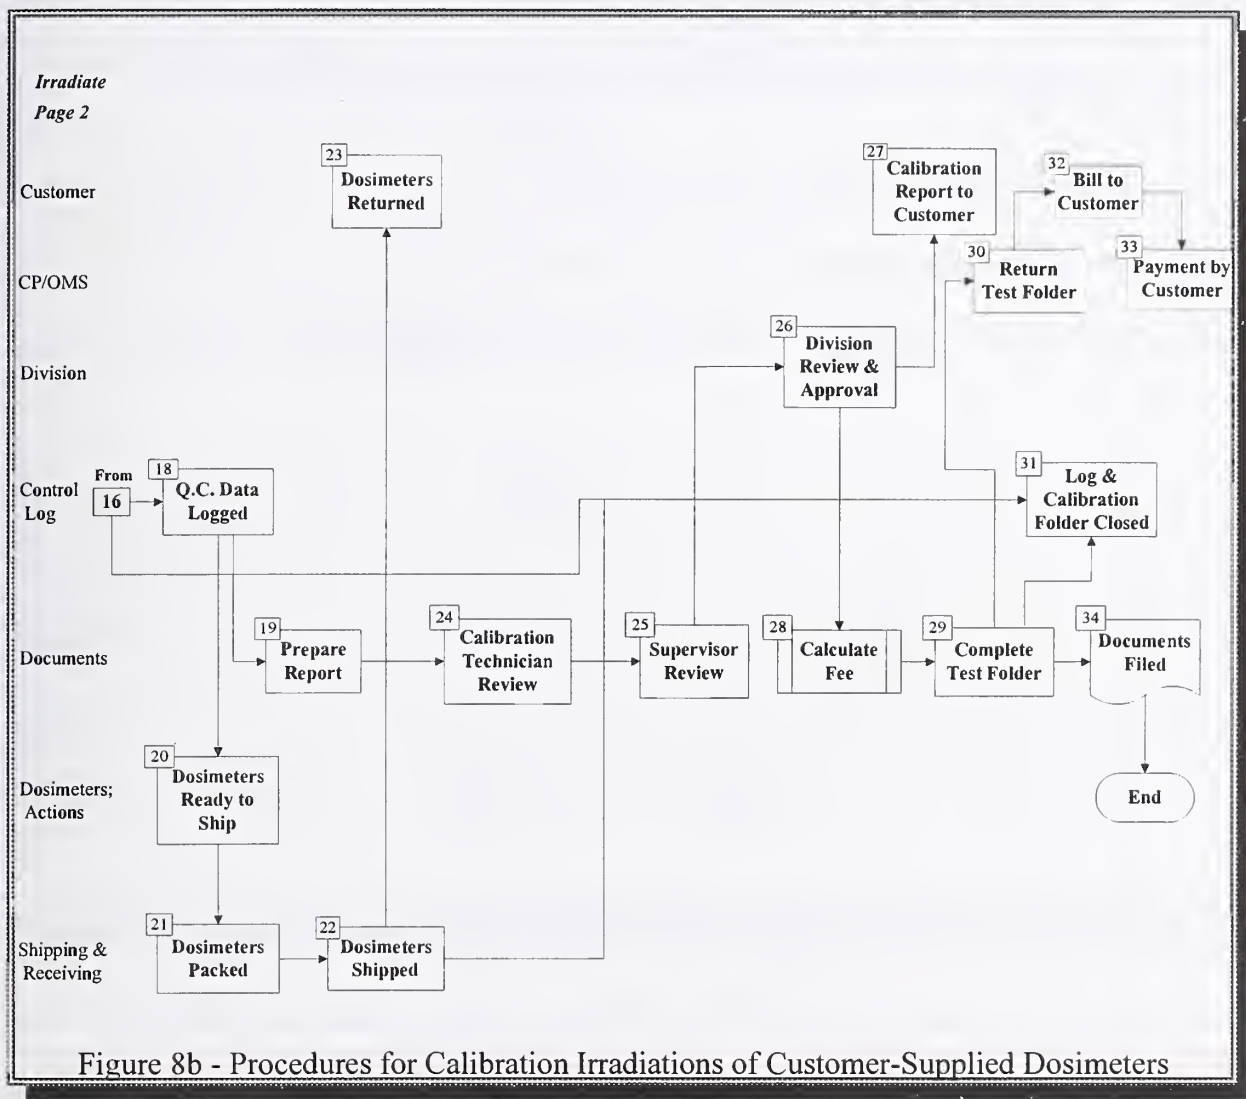 Irradiate
Page 2
Customer
23
Dosimeters
Returned
27
Calibration
Report to
Customer
32
Bill to
Customer
CP/OMS
30
Return
Test Folder
33
Payment by
Customer
Division
26
Division
Review &
Approval
Control
Log
From
16
18
Q.C. Data
Logged
31
Log &
Calibration
Folder Closed
Documents
19
Prepare
Report
24
Calibration
Technician
Review
25
Supervisor
Review
28
Calculate
Fee
29
Complete
Test Folder
34
Documents
Filed
Dosimeters;
Actions
20
Dosimeters
Ready to
Ship
End
Shipping &
Receiving
21
Dosimeters
Packed
22
Dosimeters
Shipped
Figure 8b - Procedures for Calibration Irradiations of Customer-Supplied Dosimeters